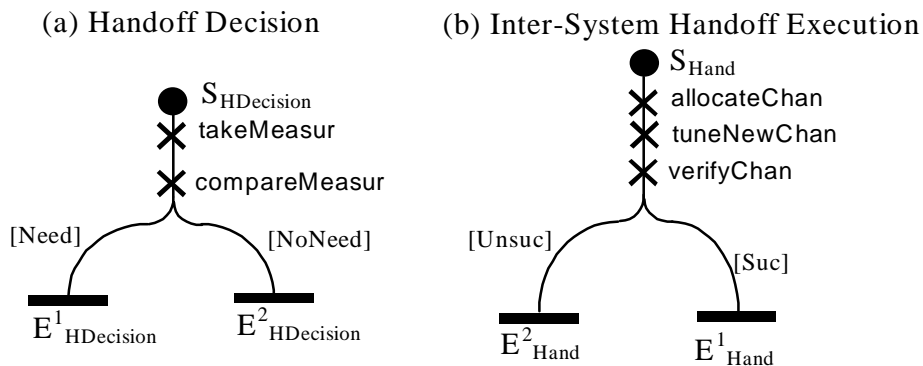 (a) Handoff Decision
S_HDecision
takeMeasur
compareMeasur
[Need]
[NoNeed]
E^1_HDecision
E^2_HDecision
(b) Inter-System Handoff Execution
S_Hand
allocateChan
tuneNewChan
verifyChan
[Unsuc]
[Suc]
E^2_Hand
E^1_Hand